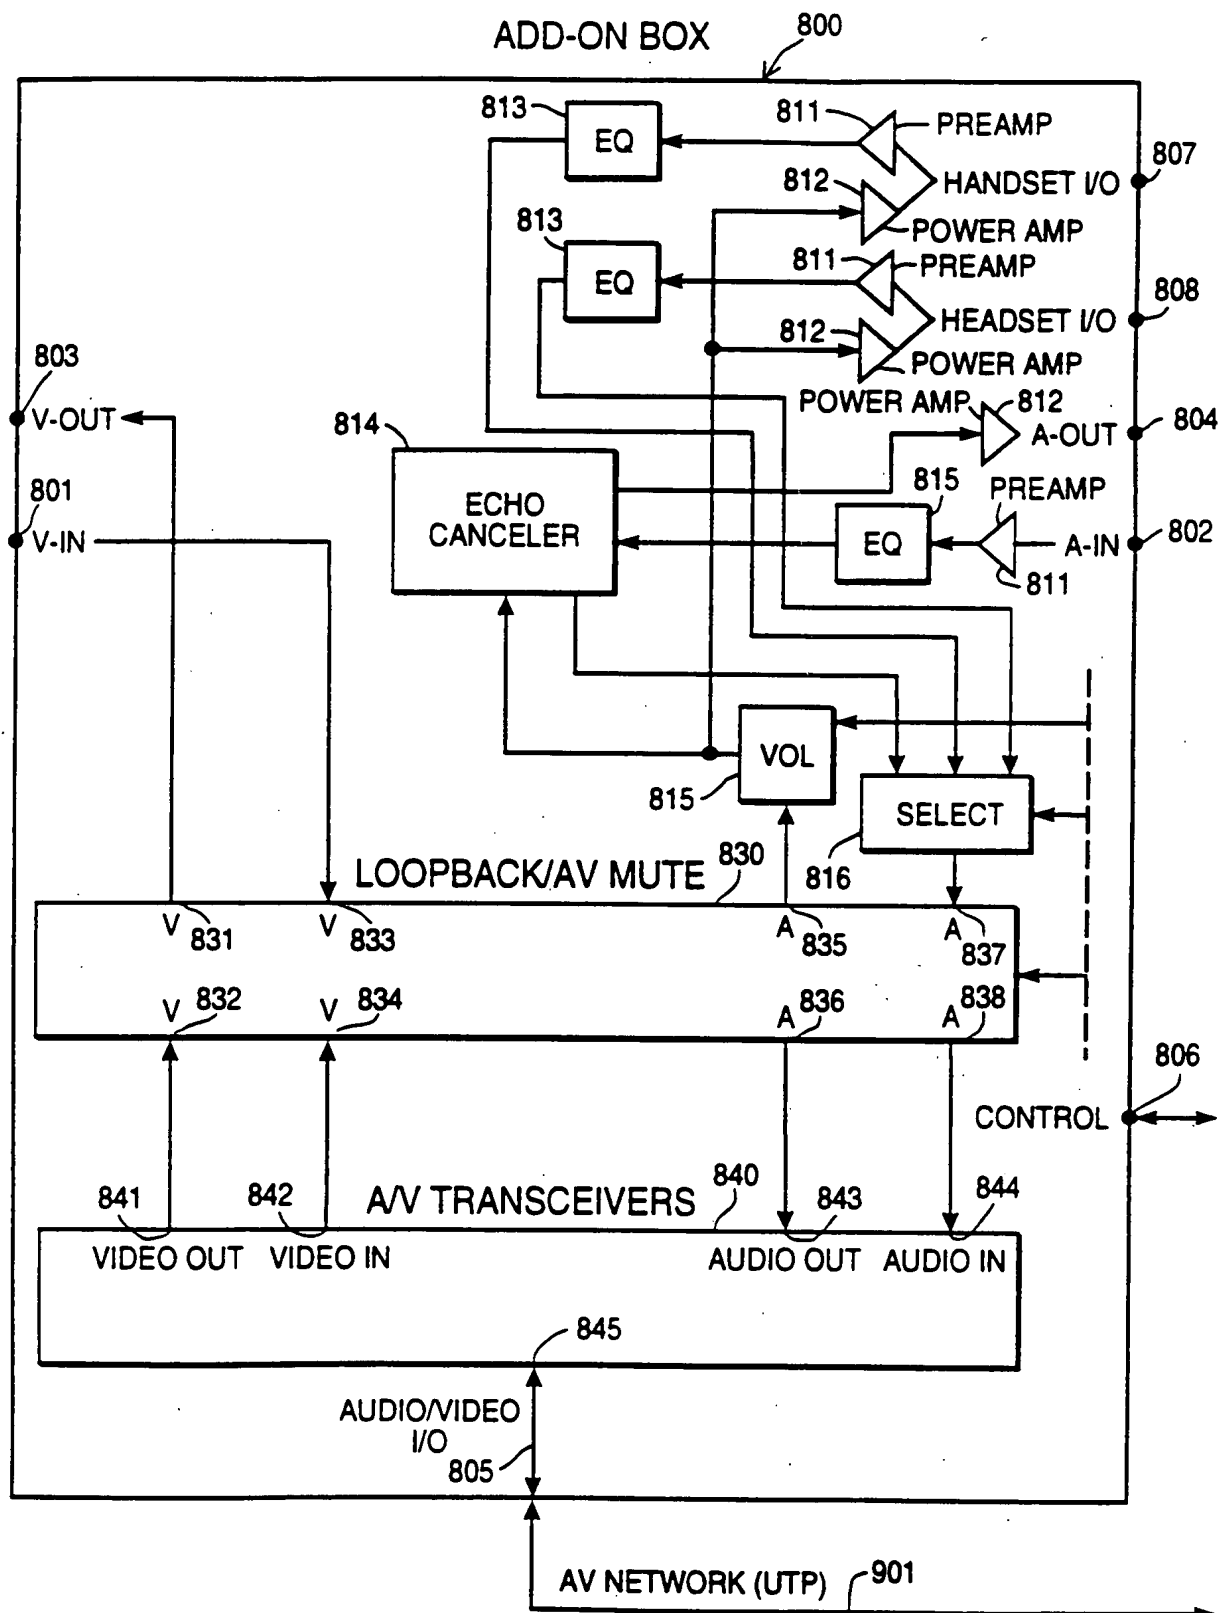 ADD-ON BOX
800
813
EQ
811
PREAMP
807
HANDSET I/O
812
POWER AMP
813
EQ
811
PREAMP
808
HEADSET I/O
812
POWER AMP
803
V-OUT
POWER AMP
812
A-OUT
804
814
ECHO
CANCELER
801
V-IN
815
EQ
PREAMP
A-IN
802
811
VOL
815
SELECT
816
LOOPBACK/AV MUTE
830
V
831
V
833
A
835
A
837
V
832
V
834
A
836
A
838
806
CONTROL
A/V TRANSCEIVERS
840
841
842
843
844
VIDEO OUT
VIDEO IN
AUDIO OUT
AUDIO IN
845
AUDIO/VIDEO
I/O
805
AV NETWORK (UTP)
901